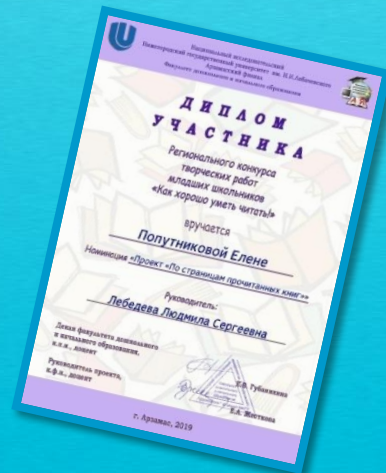 Национальный исследовательский
Нижегородский государственный университет им. Н.И.Лобачевского
Арзамасский филиал
Факультет дошкольного и начального образования
ДИПЛОМ
УЧАСТНИКА
Регионального конкурса
творческих работ
младших школьников
«Как хорошо уметь читать!»
вручается
Попутниковой Елене
Номинация «Проект «По страницам прочитанных книг»»
Руководитель:
Лебедева Людмила Сергеевна
Декан факультета дошкольного
и начального образования,
к.п.н., доцент
Е.В. Губанихина
Руководитель проекта,
к.ф.н., доцент
Е.А. Жесткова
г. Арзамас, 2019